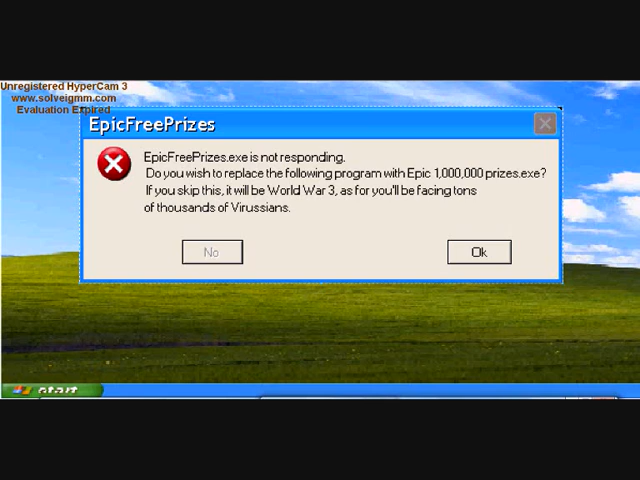 Unregistered HyperCam 3
www.solveigmm.com
Evaluation Expired
EpicFreePrizes
EpicFreePrizes.exe is not responding.
Do you wish to replace the following program with Epic 1,000,000 prizes.exe?
If you skip this, it will be World War 3, as for you'll be facing tons
of thousands of Virussians.
No
Ok
start